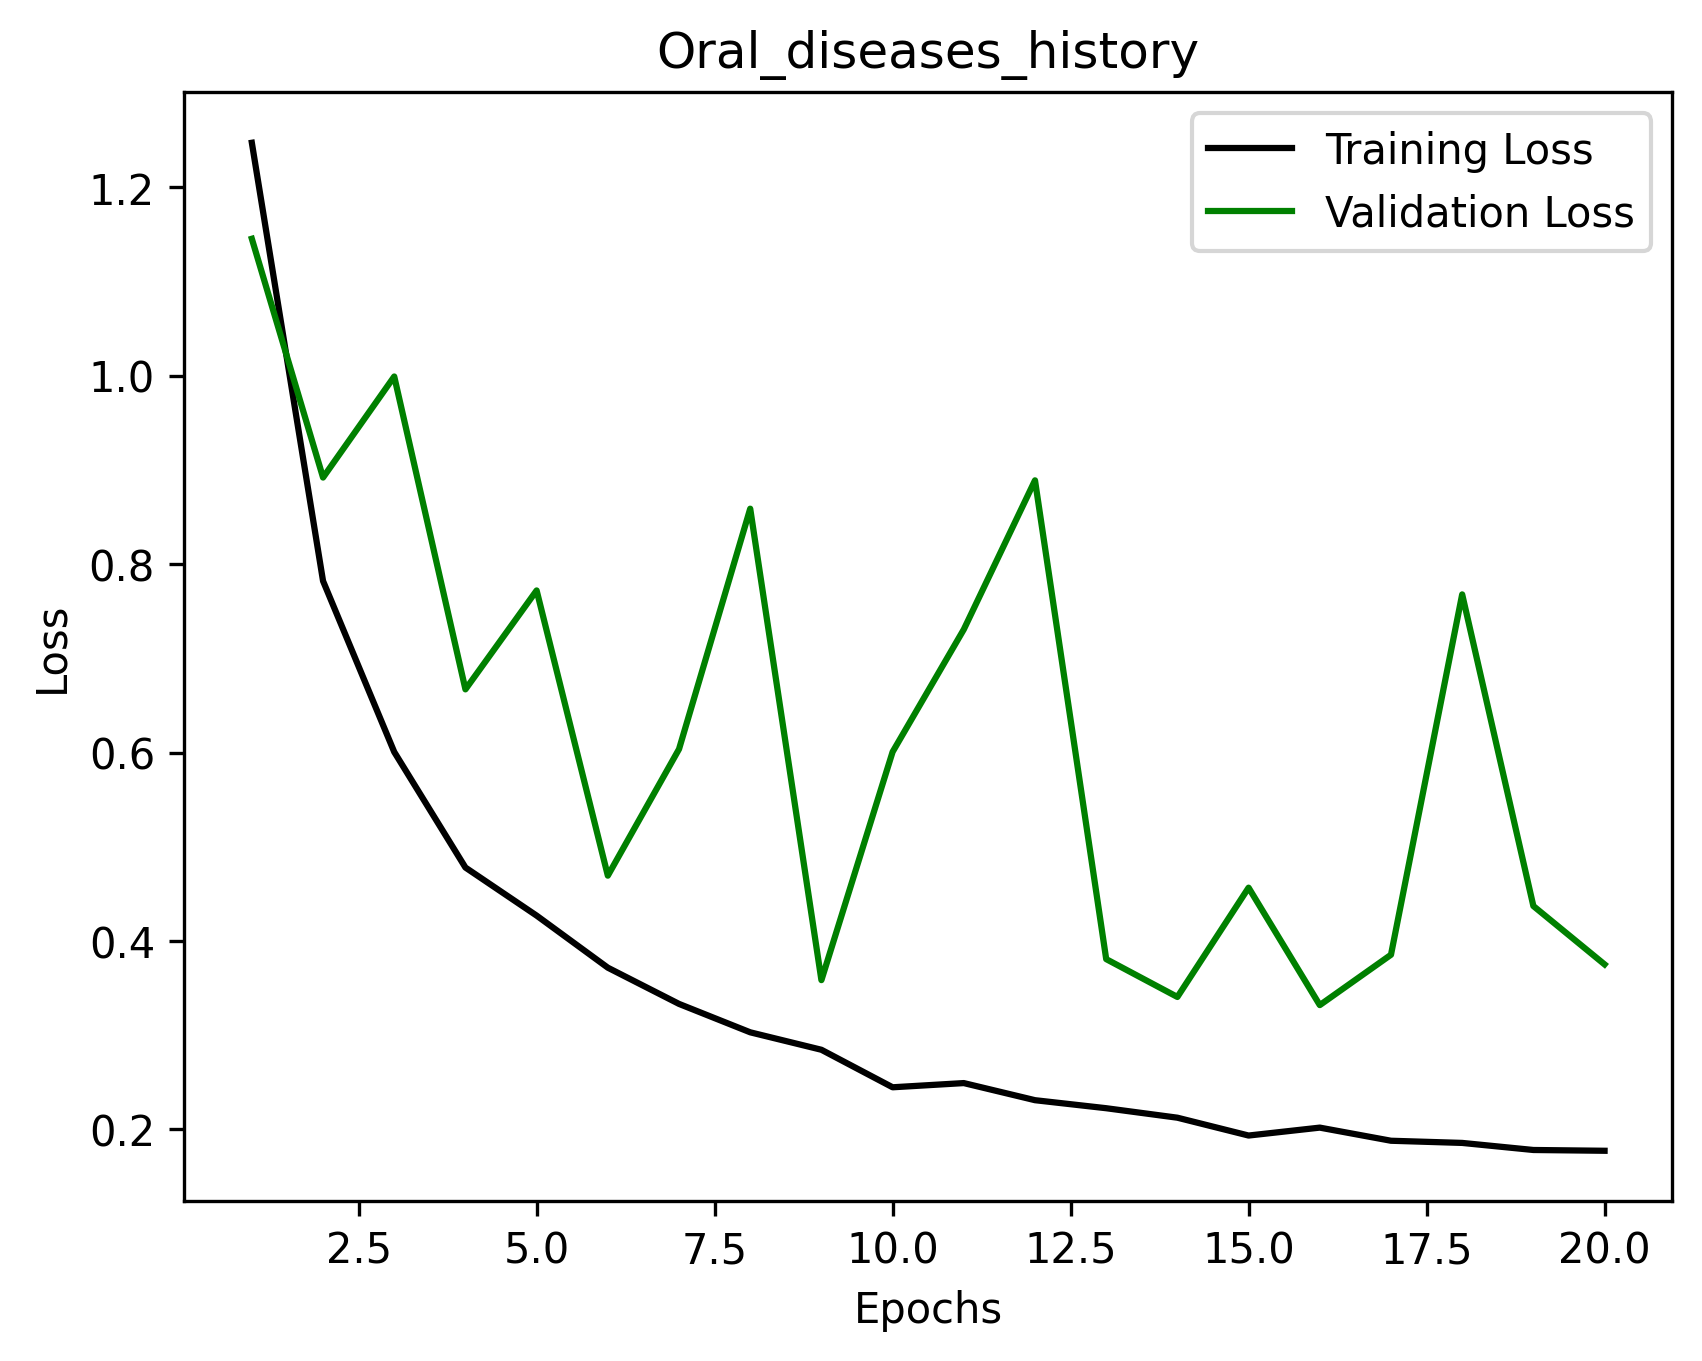 Oral_diseases_history
Training Loss
Validation Loss
Loss
1.2
1.0
0.8
0.6
0.4
0.2
2.5 5.0 7.5 10.0 12.5 15.0 17.5 20.0
Epochs